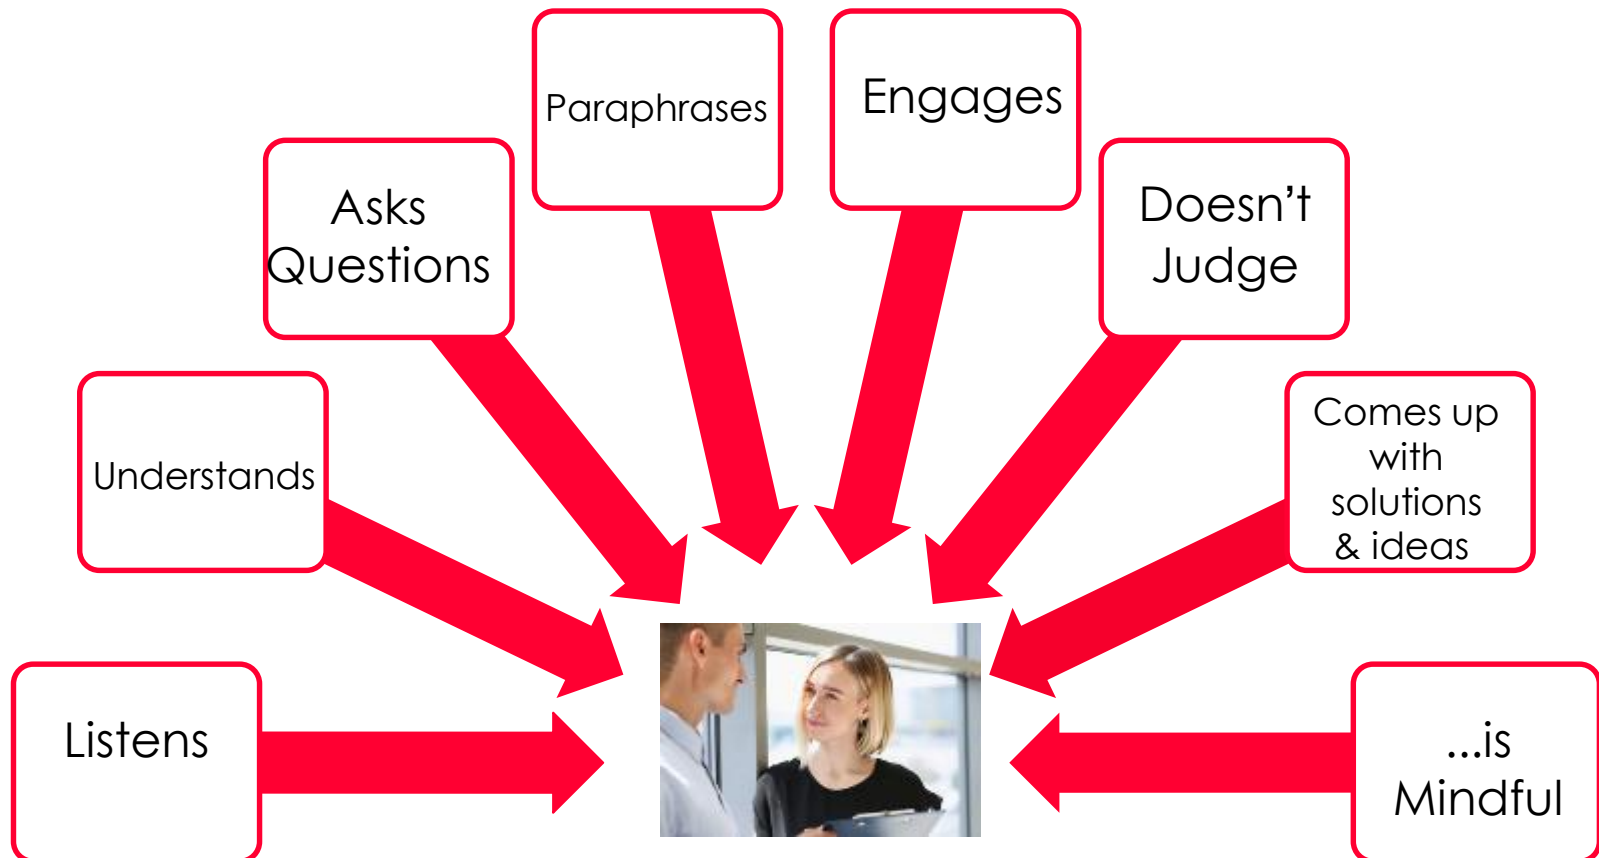 Listens
Understands
Asks
Questions
Paraphrases
Engages
Doesn’t
Judge
Comes up
with
solutions
& ideas
...is
Mindful